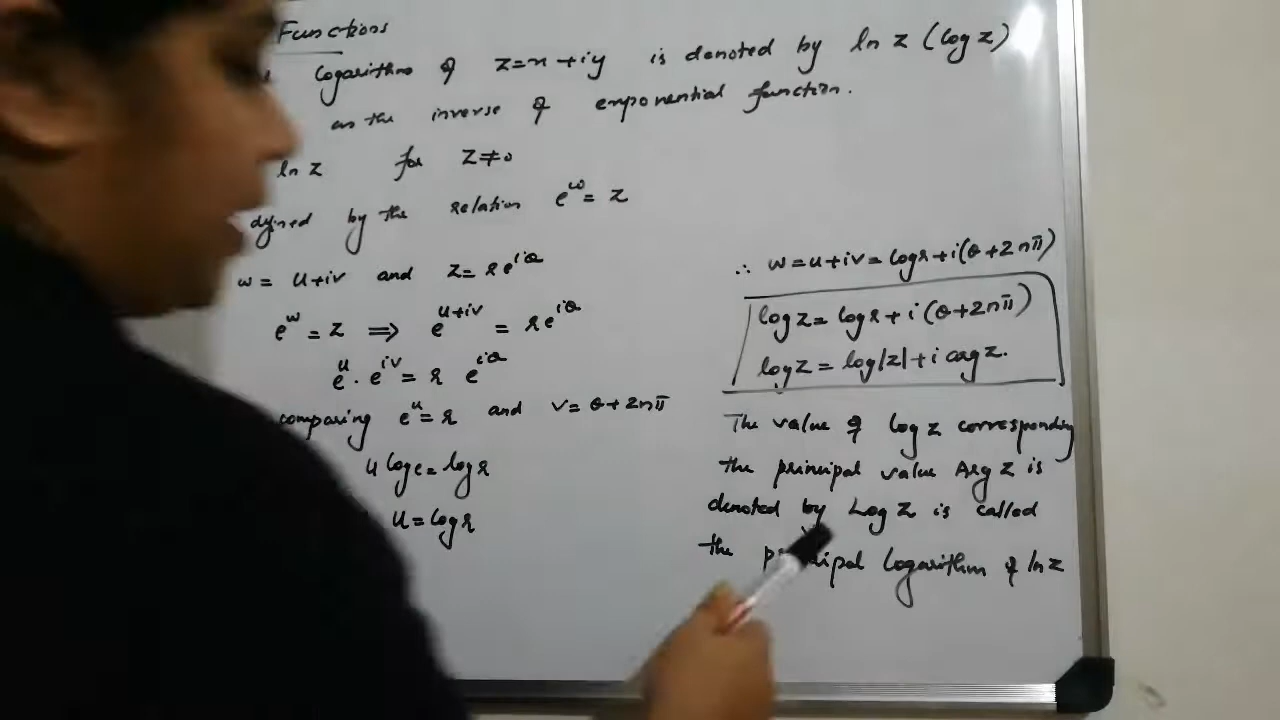 Functions
logarithm of z=x+iy is denoted by ln z (log z)
as the inverse of exponential function.
ln z for z≠0
defined by the relation e^w = z
w = u+iv and z= re^iθ
e^w = z ⟹ e^u+iv = re^iθ
e^u . e^iv = r e^iθ
comparing e^u = r and v= θ+2nπ
u log e = log r
u = log r
∴ w=u+iv = log r + i(θ+2nπ)
log z = log r + i(θ+2nπ)
log z = log|z| + i arg z.
The value of log z corresponding
the principal value Arg z is
denoted by Log z is called
the principal logarithm of ln z